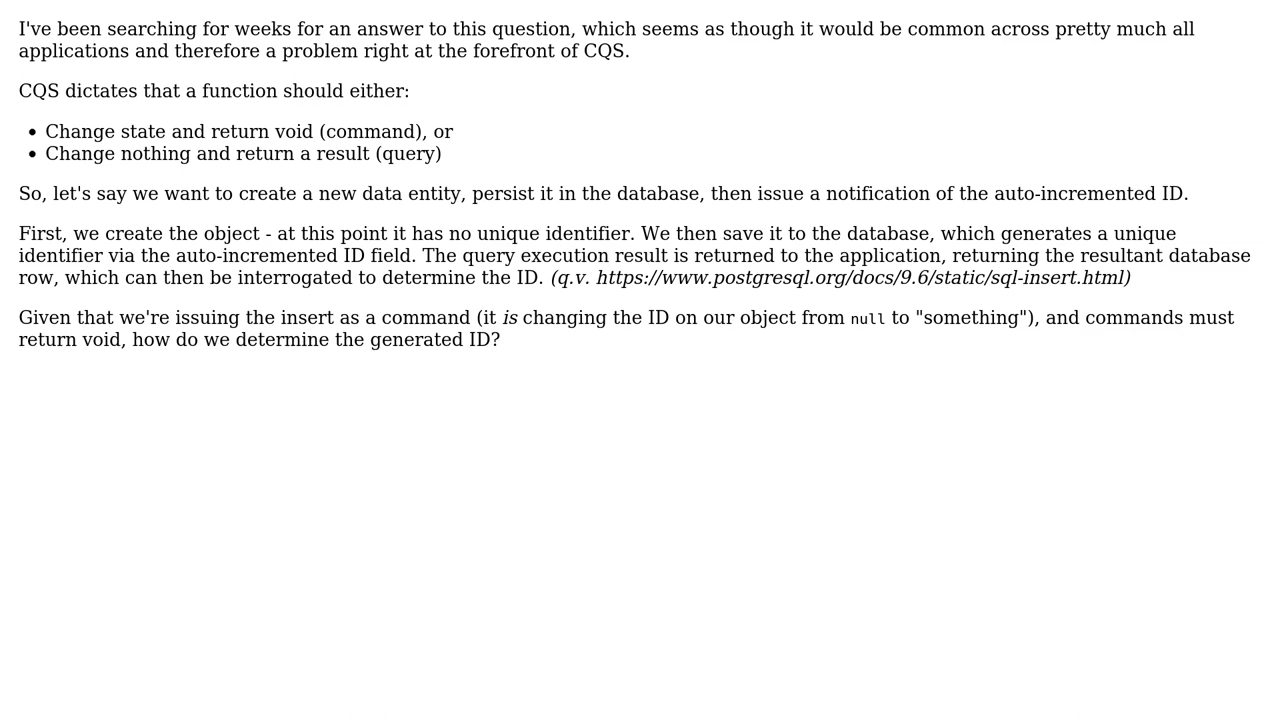 I've been searching for weeks for an answer to this question, which seems as though it would be common across pretty much all
applications and therefore a problem right at the forefront of CQS.
CQS dictates that a function should either:
• Change state and return void (command), or
• Change nothing and return a result (query)
So, let's say we want to create a new data entity, persist it in the database, then issue a notification of the auto-incremented ID.
First, we create the object - at this point it has no unique identifier. We then save it to the database, which generates a unique
identifier via the auto-incremented ID field. The query execution result is returned to the application, returning the resultant database
row, which can then be interrogated to determine the ID. (q.v. https://www.postgresql.org/docs/9.6/static/sql-insert.html)
Given that we're issuing the insert as a command (it is changing the ID on our object from null to "something"), and commands must
return void, how do we determine the generated ID?